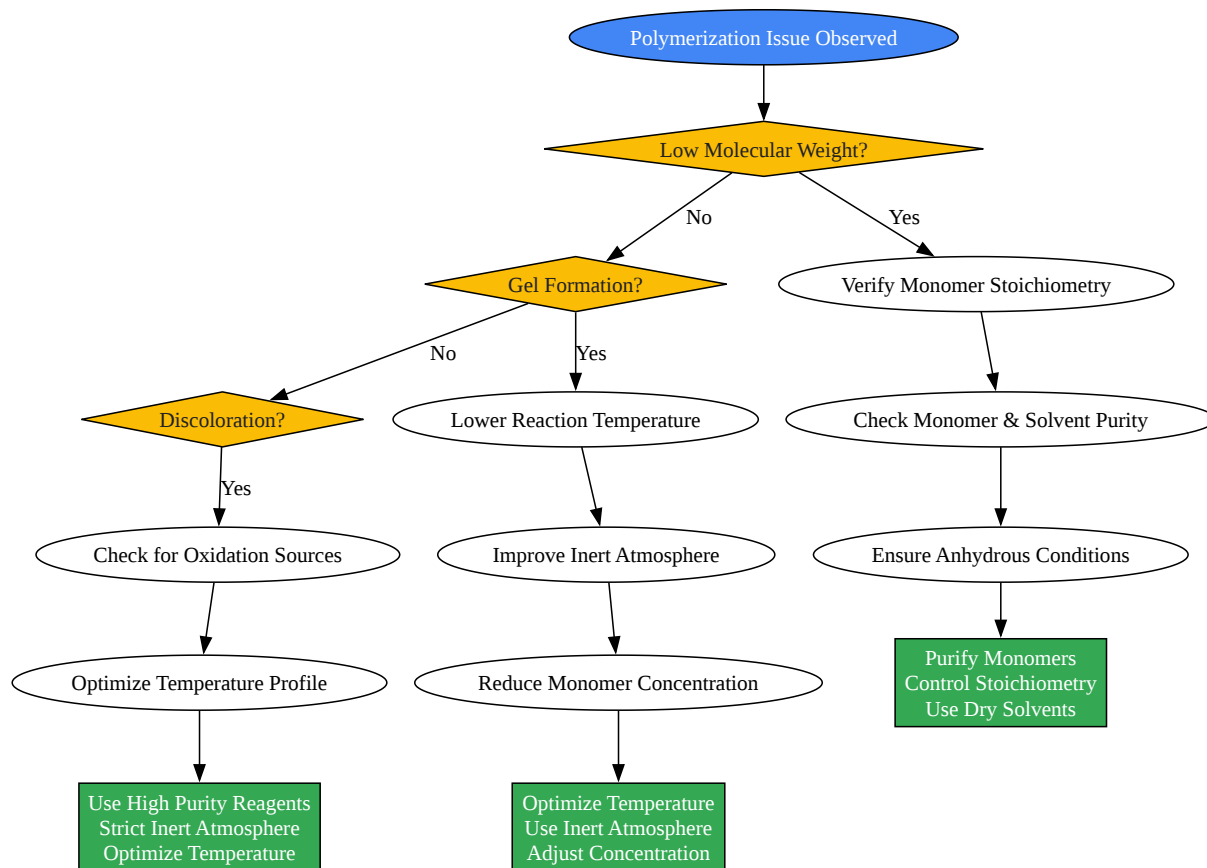 Polymerization Issue Observed
Low Molecular Weight?
No
Yes
Gel Formation?
Verify Monomer Stoichiometry
No
Yes
Discoloration?
Lower Reaction Temperature
Check Monomer & Solvent Purity
Yes
Check for Oxidation Sources
Improve Inert Atmosphere
Ensure Anhydrous Conditions
Optimize Temperature Profile
Reduce Monomer Concentration
Purify Monomers
Control Stoichiometry
Use Dry Solvents
Use High Purity Reagents
Strict Inert Atmosphere
Optimize Temperature
Optimize Temperature
Use Inert Atmosphere
Adjust Concentration